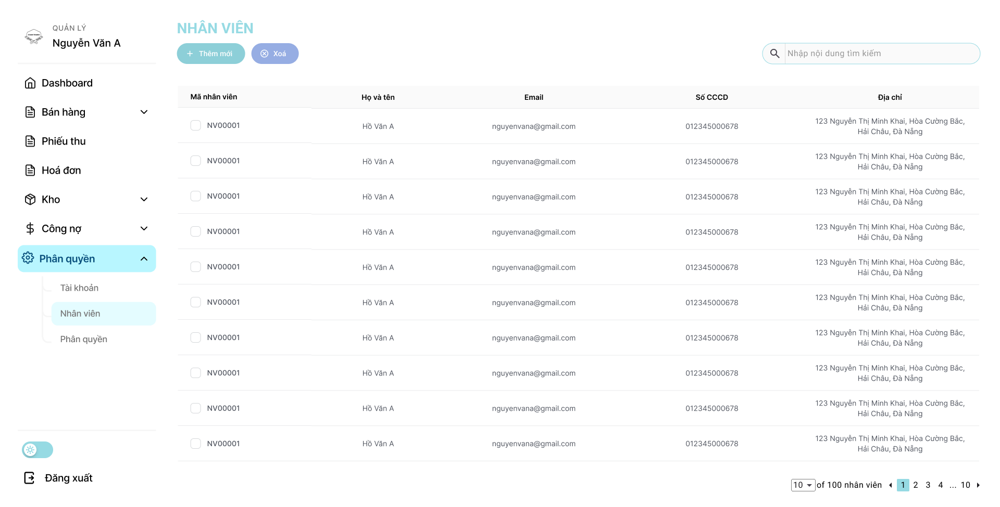 QUẢN LÝ
Nguyễn Văn A
Dashboard
Bán hàng
Phiếu thu
Hoá đơn
Kho
Công nợ
Phân quyền
Tài khoản
Nhân viên
Phân quyền
Đăng xuất
NHÂN VIÊN
Thêm mới
Xoá
Nhập nội dung tìm kiếm
Mã nhân viên Họ và tên Email Số CCCD Địa chỉ
NV00001 Hồ Văn A nguyenvana@gmail.com 012345000678 123 Nguyễn Thị Minh Khai, Hòa Cường Bắc,
Hải Châu, Đà Nẵng
NV00001 Hồ Văn A nguyenvana@gmail.com 012345000678 123 Nguyễn Thị Minh Khai, Hòa Cường Bắc,
Hải Châu, Đà Nẵng
NV00001 Hồ Văn A nguyenvana@gmail.com 012345000678 123 Nguyễn Thị Minh Khai, Hòa Cường Bắc,
Hải Châu, Đà Nẵng
NV00001 Hồ Văn A nguyenvana@gmail.com 012345000678 123 Nguyễn Thị Minh Khai, Hòa Cường Bắc,
Hải Châu, Đà Nẵng
NV00001 Hồ Văn A nguyenvana@gmail.com 012345000678 123 Nguyễn Thị Minh Khai, Hòa Cường Bắc,
Hải Châu, Đà Nẵng
NV00001 Hồ Văn A nguyenvana@gmail.com 012345000678 123 Nguyễn Thị Minh Khai, Hòa Cường Bắc,
Hải Châu, Đà Nẵng
NV00001 Hồ Văn A nguyenvana@gmail.com 012345000678 123 Nguyễn Thị Minh Khai, Hòa Cường Bắc,
Hải Châu, Đà Nẵng
NV00001 Hồ Văn A nguyenvana@gmail.com 012345000678 123 Nguyễn Thị Minh Khai, Hòa Cường Bắc,
Hải Châu, Đà Nẵng
NV00001 Hồ Văn A nguyenvana@gmail.com 012345000678 123 Nguyễn Thị Minh Khai, Hòa Cường Bắc,
Hải Châu, Đà Nẵng
NV00001 Hồ Văn A nguyenvana@gmail.com 012345000678 123 Nguyễn Thị Minh Khai, Hòa Cường Bắc,
Hải Châu, Đà Nẵng
10 of 100 nhân viên 1 2 3 4 ... 10